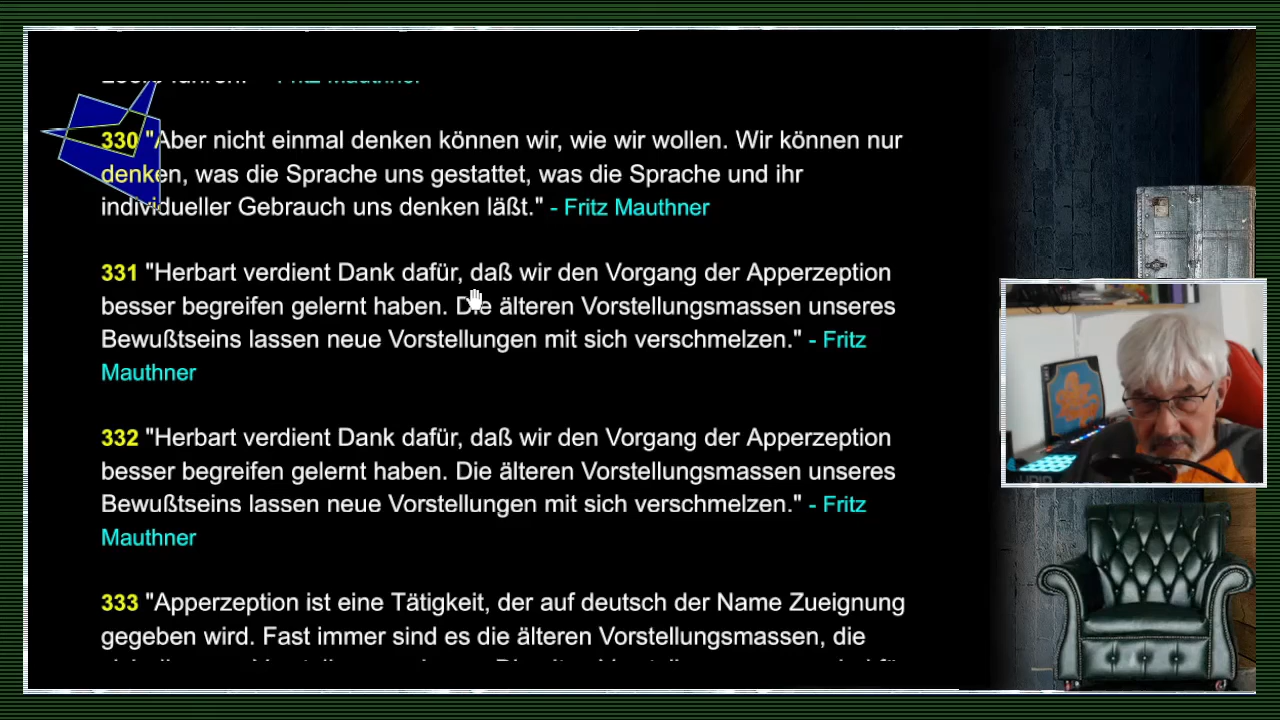 - Fritz Mauthner
330 "Aber nicht einmal denken können wir, wie wir wollen. Wir können nur
denken, was die Sprache uns gestattet, was die Sprache und ihr
individueller Gebrauch uns denken läßt." - Fritz Mauthner
331 "Herbart verdient Dank dafür, daß wir den Vorgang der Apperzeption
besser begreifen gelernt haben. Die älteren Vorstellungsmassen unseres
Bewußtseins lassen neue Vorstellungen mit sich verschmelzen." - Fritz
Mauthner
332 "Herbart verdient Dank dafür, daß wir den Vorgang der Apperzeption
besser begreifen gelernt haben. Die älteren Vorstellungsmassen unseres
Bewußtseins lassen neue Vorstellungen mit sich verschmelzen." - Fritz
Mauthner
333 "Apperzeption ist eine Tätigkeit, der auf deutsch der Name Zueignung
gegeben wird. Fast immer sind es die älteren Vorstellungsmassen, die